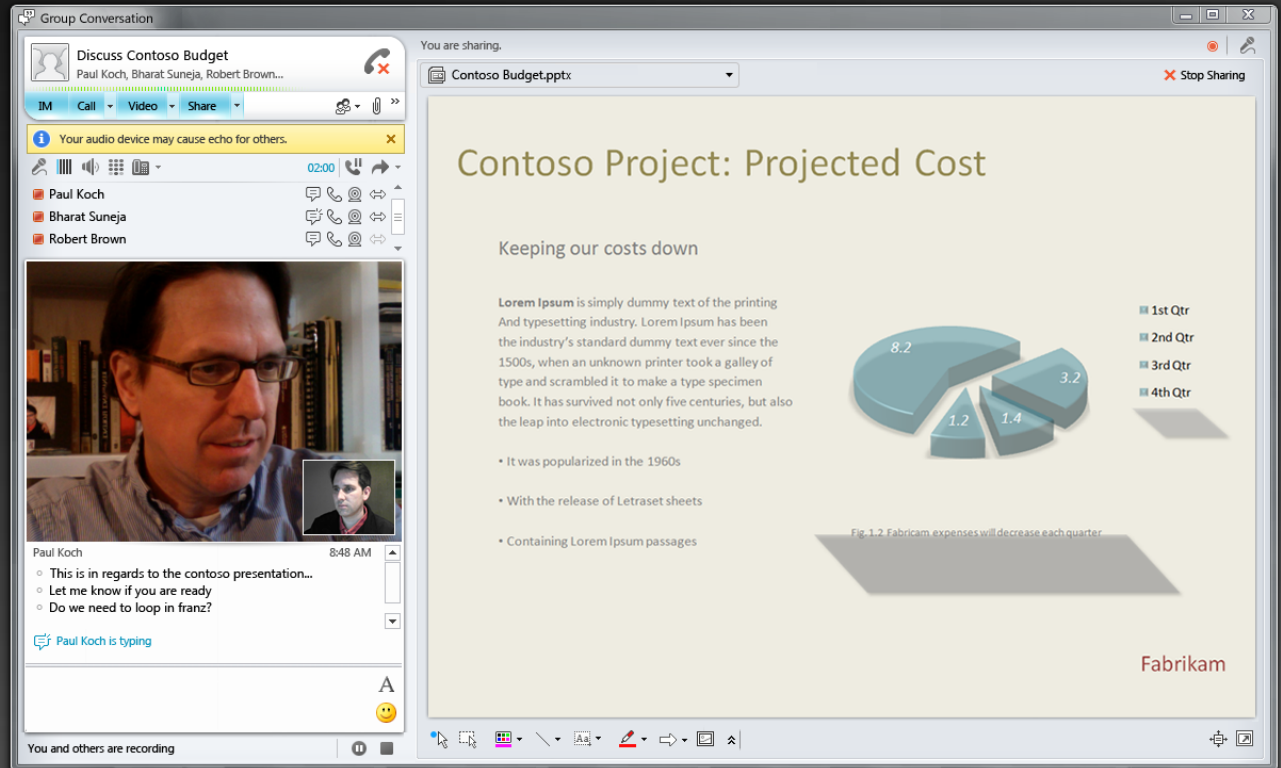 Group Conversation
Discuss Contoso Budget
Paul Koch, Bharat Suneja, Robert Brown...
IM Call Video Share
»
Your audio device may cause echo for others.
02:00
Paul Koch
Bharat Suneja
Robert Brown
Paul Koch 8:48 AM
This is in regards to the contoso presentation...
Let me know if you are ready
Do we need to loop in franz?
Paul Koch is typing
A
You and others are recording
You are sharing.
Contoso Budget.pptx
Stop Sharing
Contoso Project: Projected Cost
Keeping our costs down
Lorem Ipsum is simply dummy text of the printing
And typesetting industry. Lorem Ipsum has been
the industry's standard dummy text ever since the
1500s, when an unknown printer took a galley of
type and scrambled it to make a type specimen
book. It has survived not only five centuries, but also
the leap into electronic typesetting unchanged.
• It was popularized in the 1960s
• With the release of Letraset sheets
• Containing Lorem Ipsum passages
8.2
3.2
1.2
1.4
1st Qtr
2nd Qtr
3rd Qtr
4th Qtr
Fig. 1.2 Fabricam expenses will decrease each quarter
Fabrikam
Aa